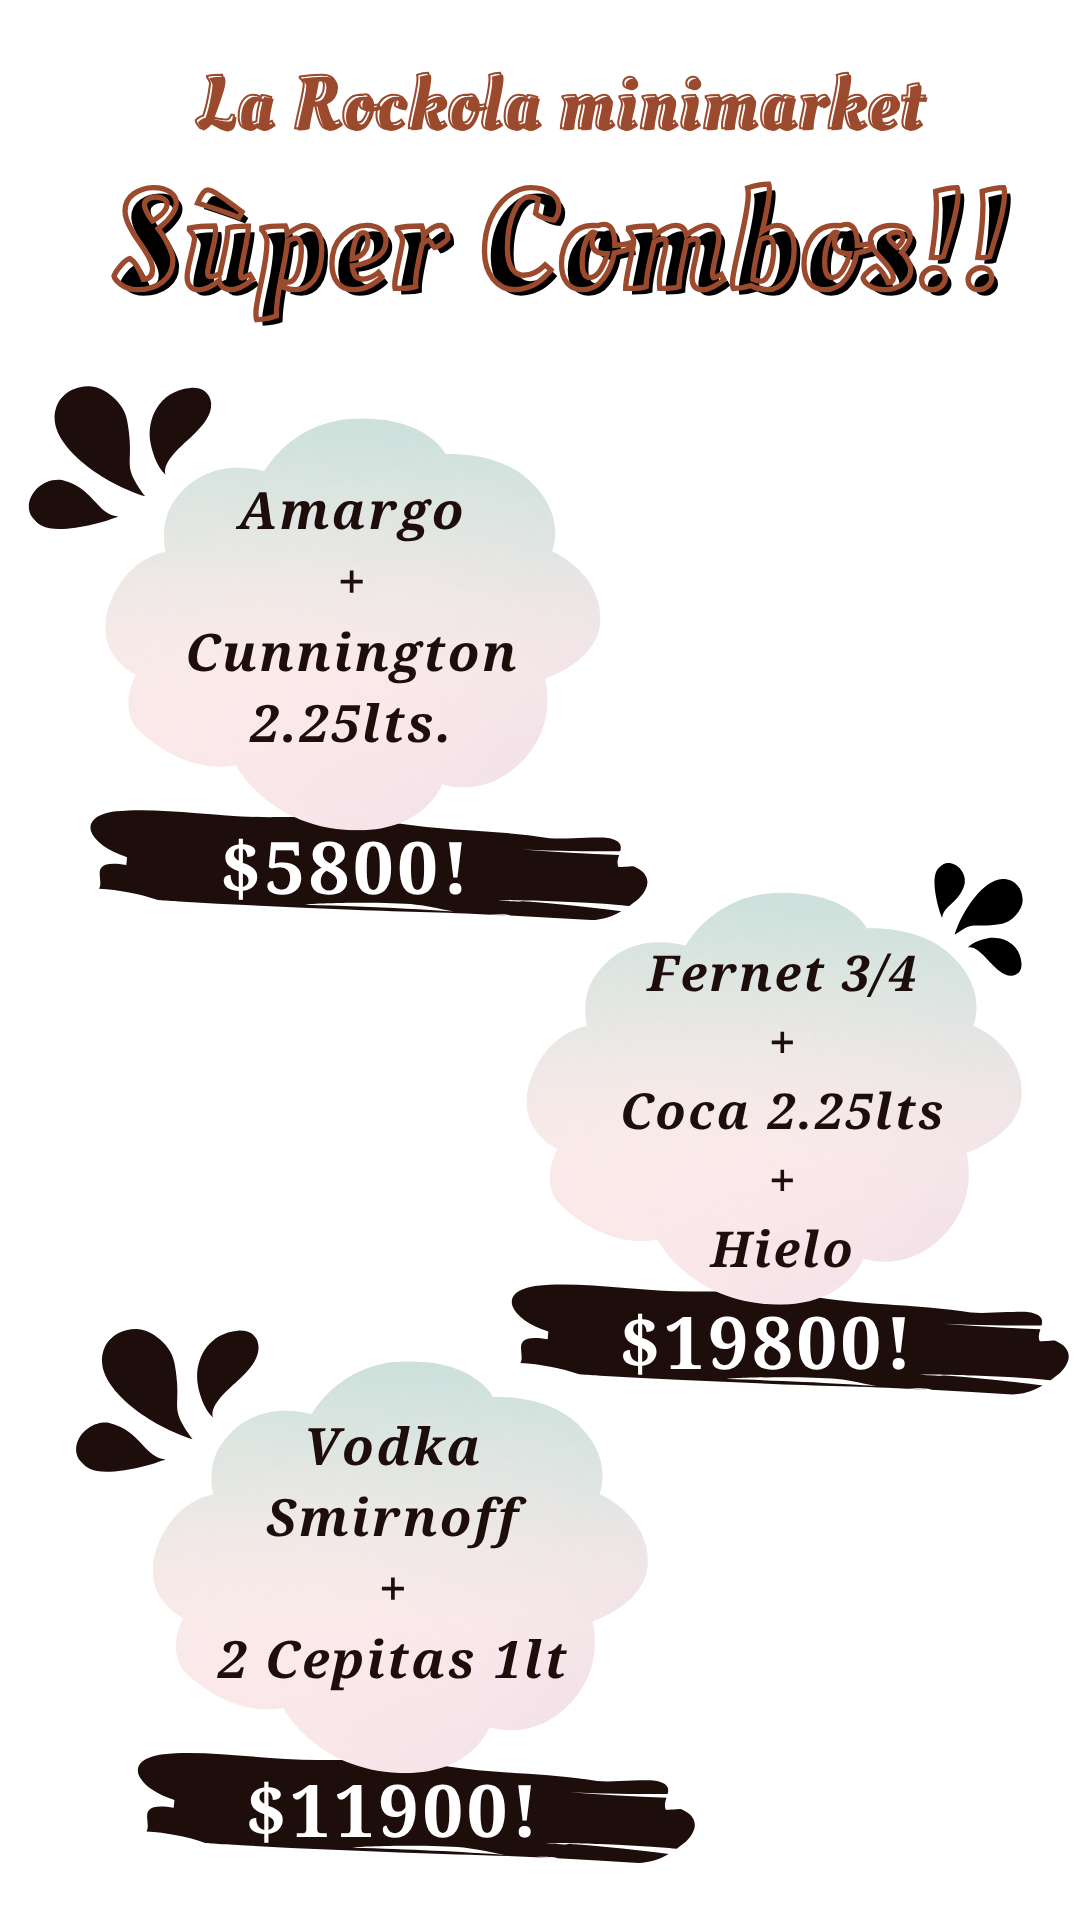 La Rockola minimarket
Sùper Combos!!
Amargo
+
Cunnington
2.25lts.
$5800!
Fernet 3/4
+
Coca 2.25lts
+
Hielo
$19800!
Vodka
Smirnoff
+
2 Cepitas 1lt
$11900!